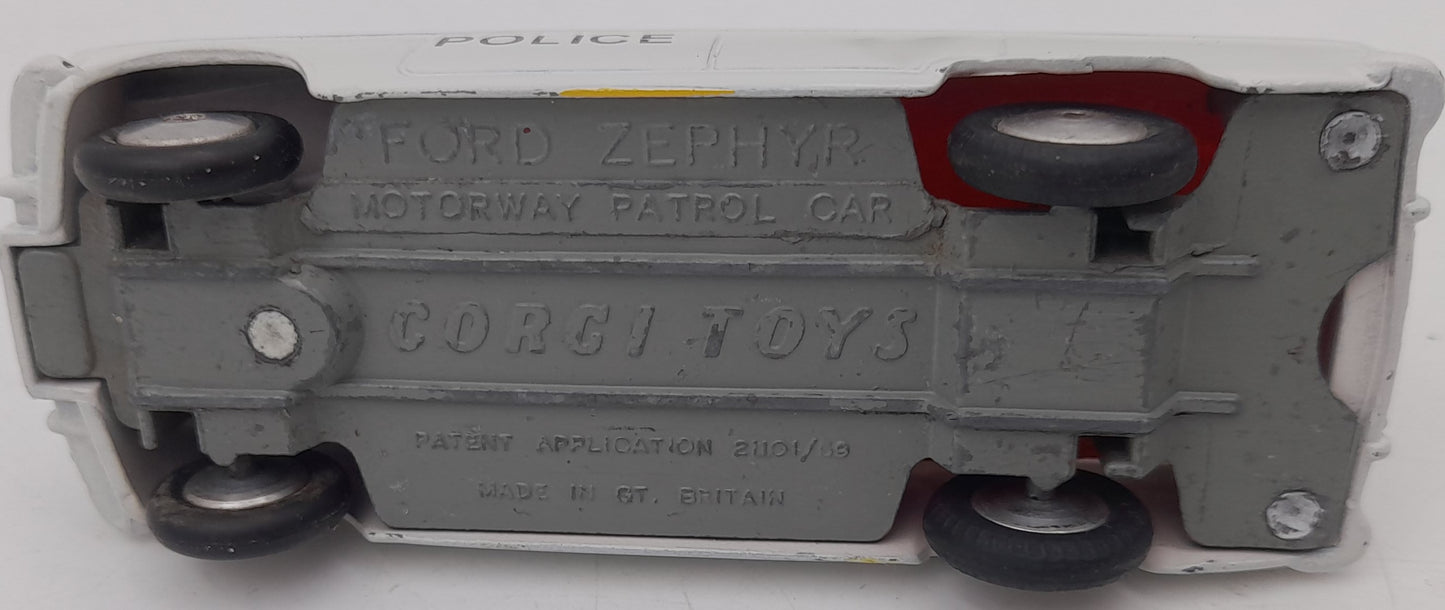 POLICE
FORD ZEPHYR
MOTORWAY PATROL CAR
CORGI TOYS
PATENT APPLICATION 21101/59
MADE IN GT. BRITAIN